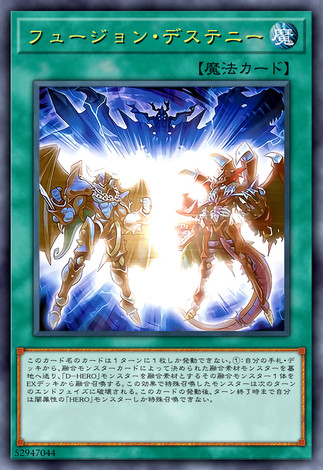 フュージョン・デステニー 魔
【魔法カード】
このカード名のカードは1ターンに1枚しか発動できない。①:自分の手札・デ
ッキから、融合モンスターカードによって決められた融合素材モンスターを墓
地へ送り、「D-HERO」モンスターを融合素材とするその融合モンスター1体を
EXデッキから融合召喚する。この効果で特殊召喚したモンスターは次のターン
のエンドフェイズに破壊される。このカードの発動後、ターン終了時まで自分
は闇属性の「HERO」モンスターしか特殊召喚できない。
52947044